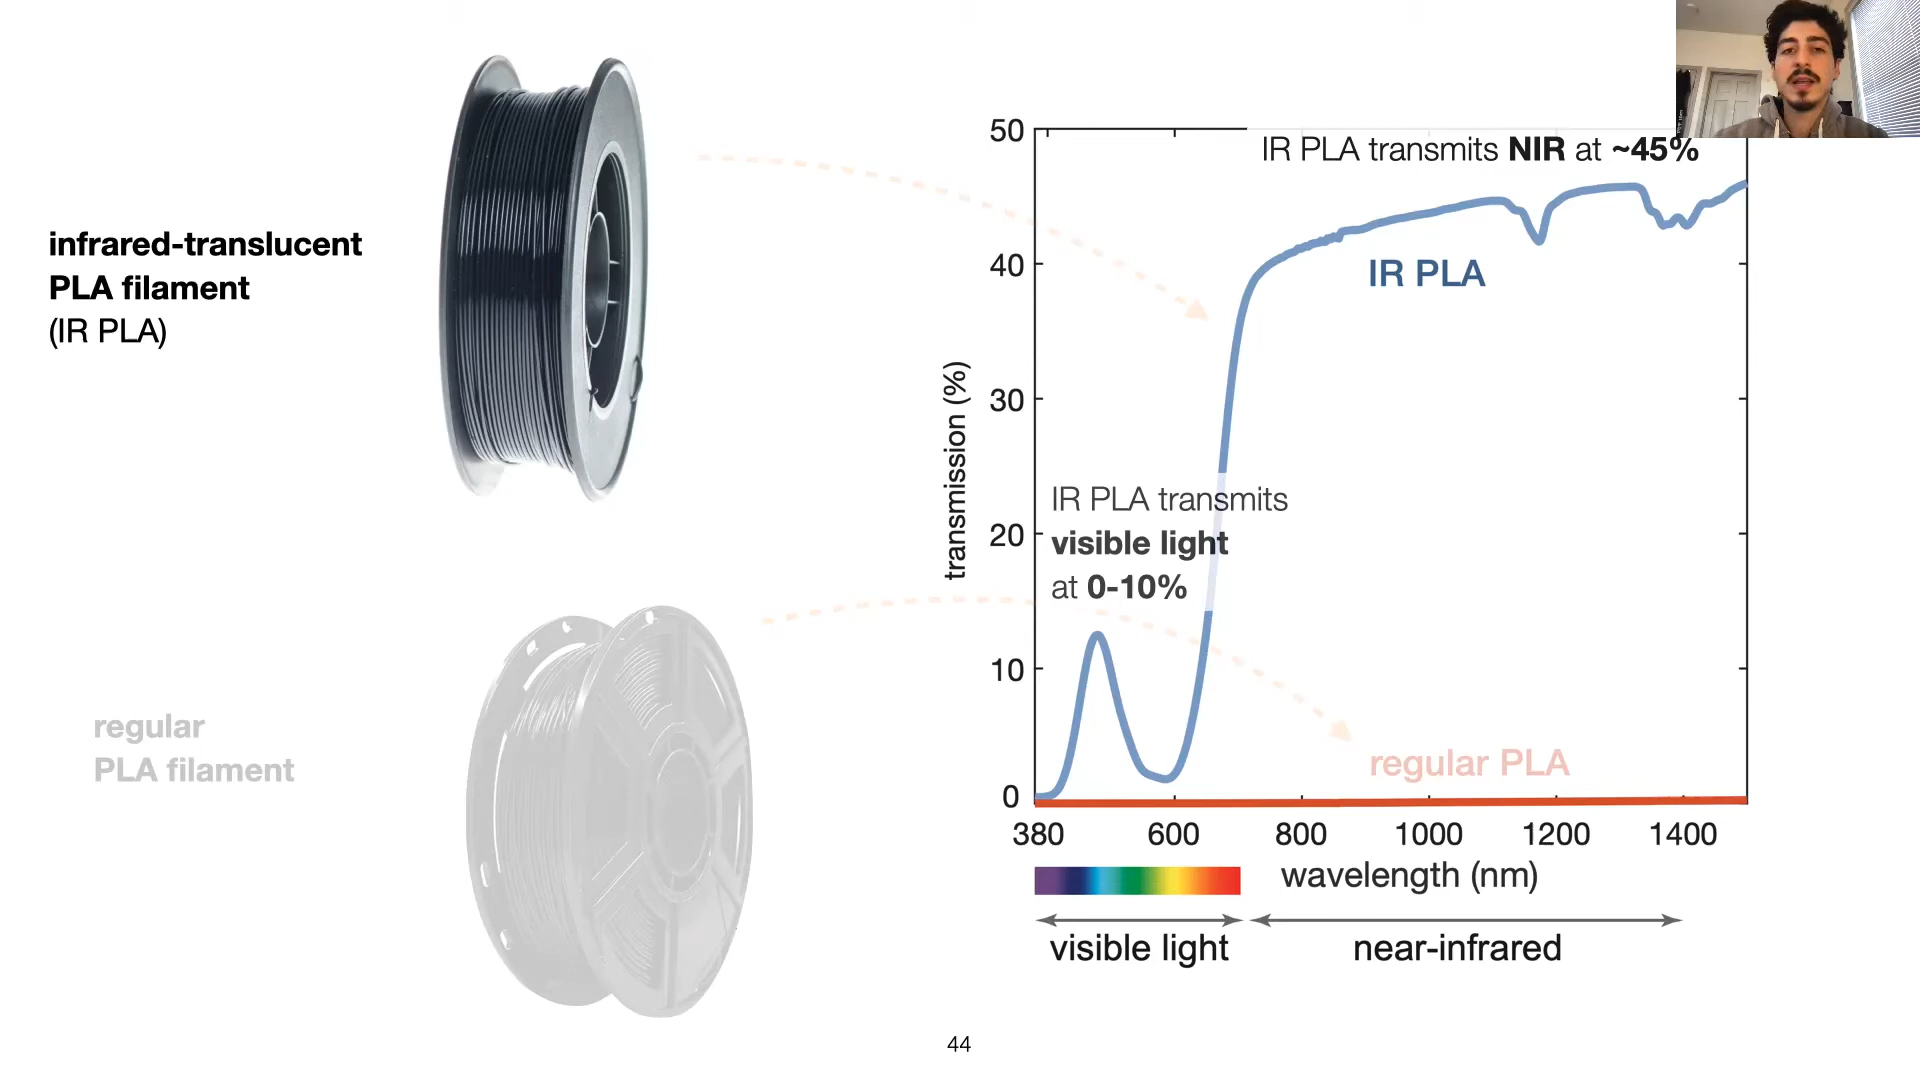 infrared-translucent
PLA filament
(IR PLA)
regular
PLA filament
IR PLA transmits NIR at ~45%
IR PLA
IR PLA transmits
visible light
at 0-10%
regular PLA
transmission (%)
50
40
30
20
10
0
380 600 800 1000 1200 1400
wavelength (nm)
visible light near-infrared
44